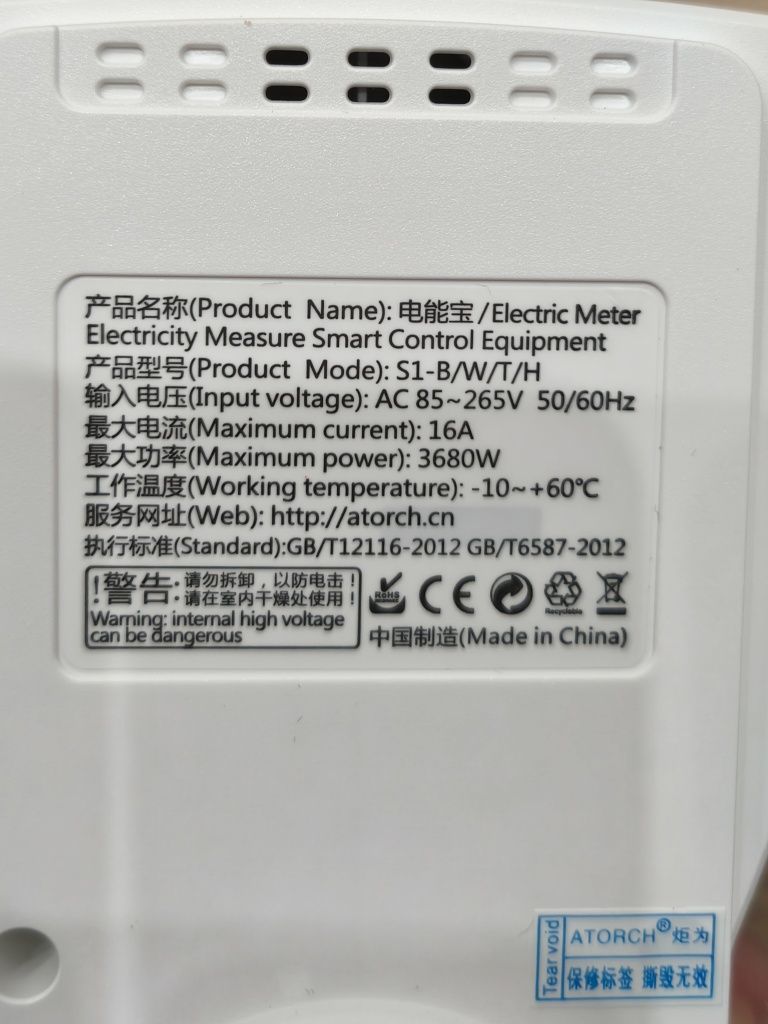 产品名称(Product Name): 电能宝/Electric Meter
Electricity Measure Smart Control Equipment
产品型号(Product Mode): S1-B/W/T/H
输入电压(Input voltage): AC 85~265V 50/60Hz
最大电流(Maximum current): 16A
最大功率(Maximum power): 3680W
工作温度(Working temperature): -10~+60℃
服务网址(Web): http://atorch.cn
执行标准(Standard):GB/T12116-2012 GB/T6587-2012
!警告:请勿拆卸，以防电击!
请在室内干燥处使用!
Warning: internal high voltage
can be dangerous
RoHS
CE
Recyclable
中国制造(Made in China)
Tear void
ATORCH® 炬为
保修标签 撕毁无效